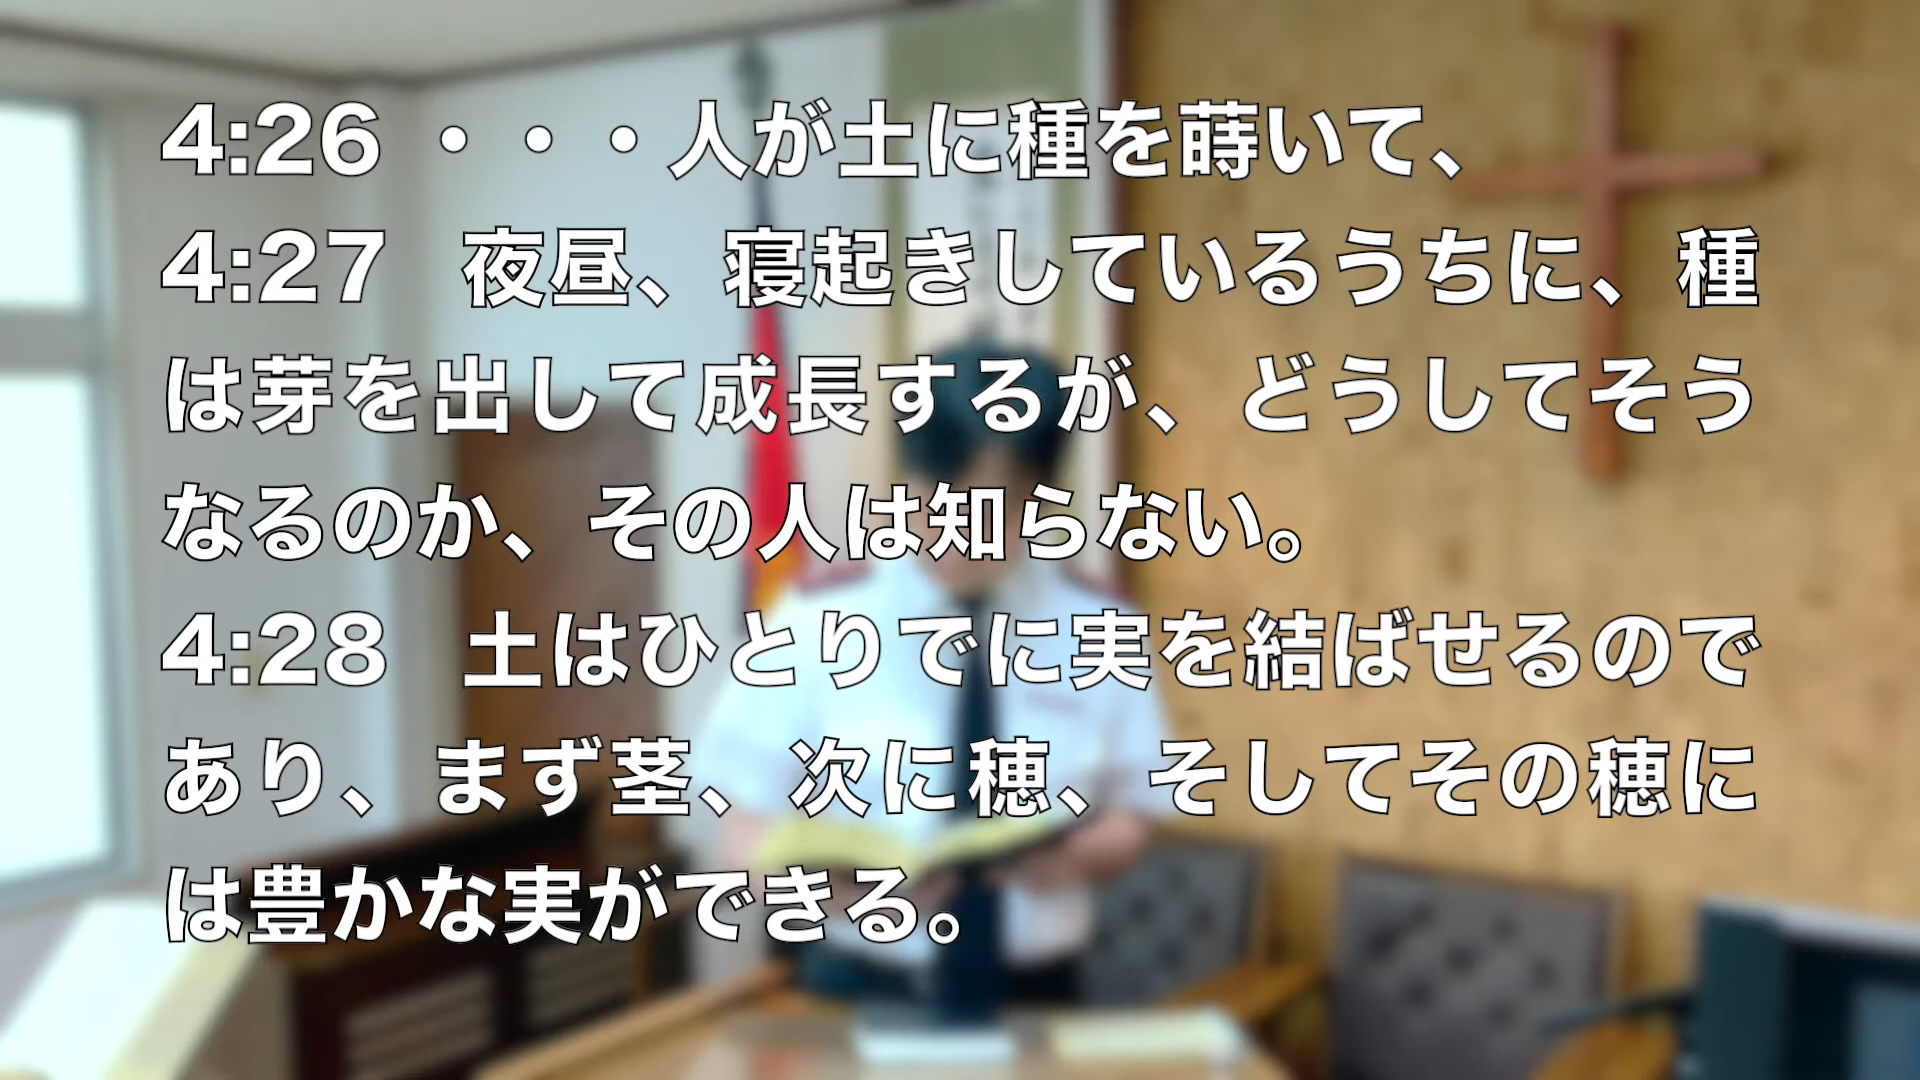 4:26 ・・・人が土に種を蒔いて、
4:27 夜昼、寝起きしているうちに、種
は芽を出して成長するが、どうしてそう
なるのか、その人は知らない。
4:28 土はひとりでに実を結ばせるので
あり、まず茎、次に穂、そしてその穂に
は豊かな実ができる。